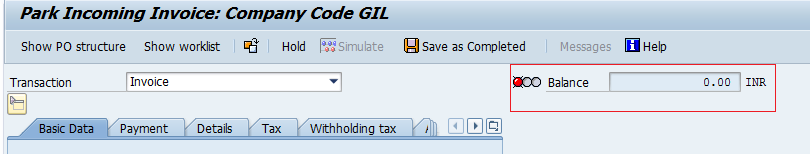 Park Incoming Invoice: Company Code GIL
Show PO structure Show worklist Hold Simulate Save as Completed Messages Help
Transaction Invoice Balance 0.00 INR
Basic Data Payment Details Tax Withholding tax